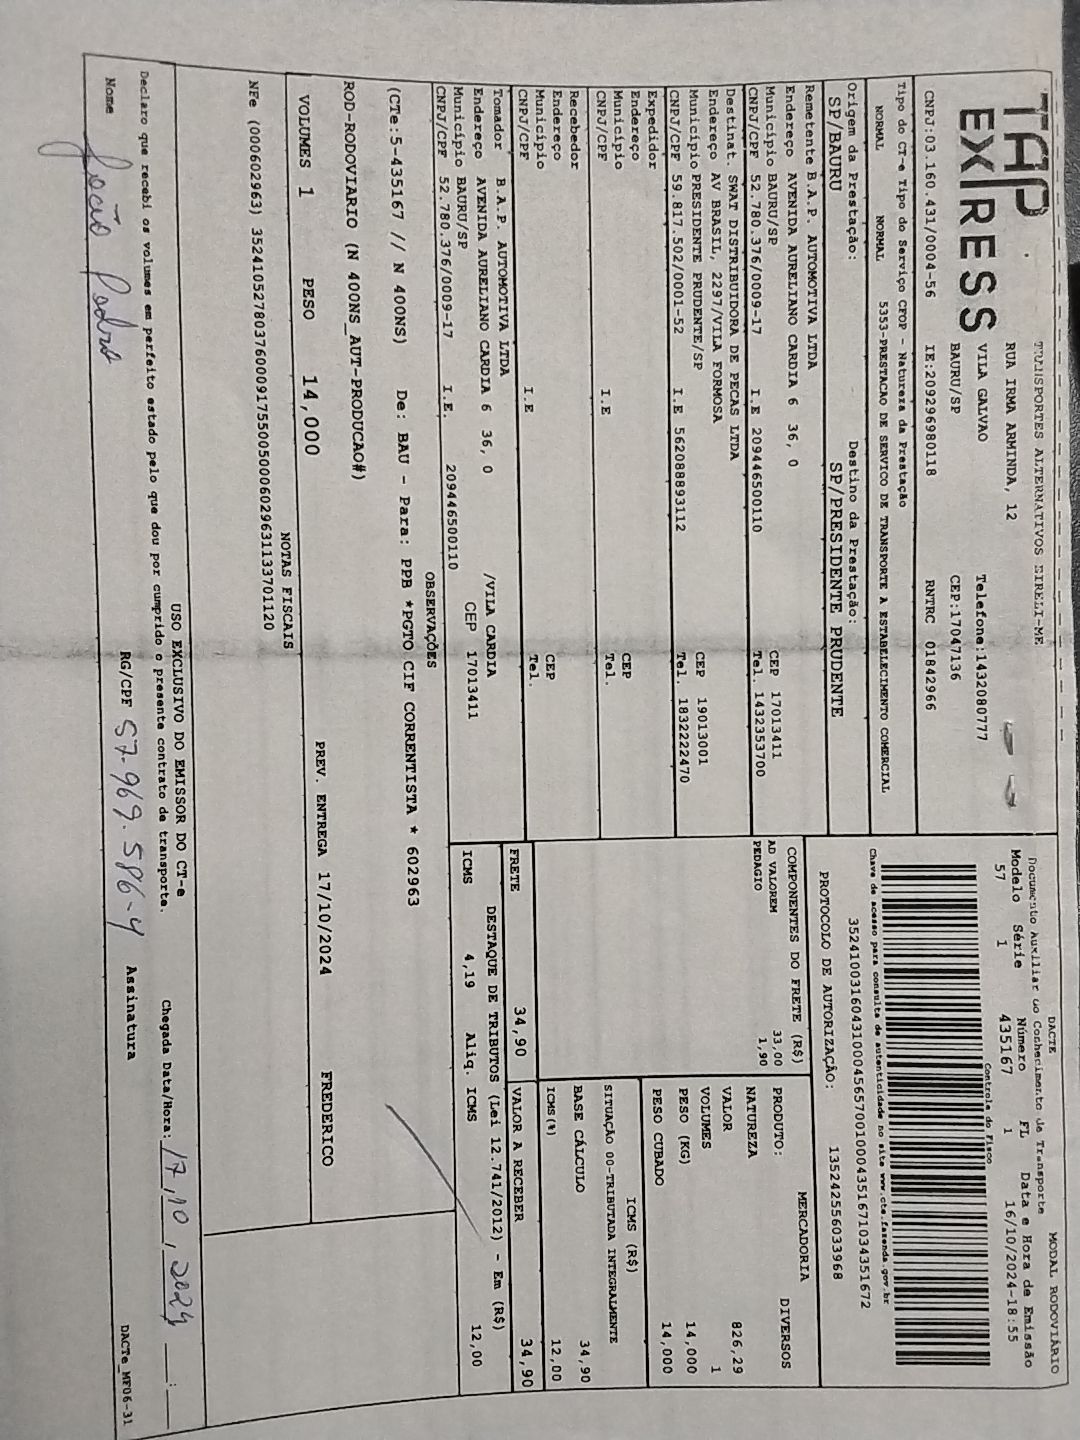 TAP EXPRESS
TRANSPORTES ALTERNATIVOS EIRELI-ME
RUA IRMA ARMINDA, 12
VILA GALVAO Telefone:1432080777
BAURU/SP CEP:17047136
CNPJ:03.160.431/0004-56 IE:209296980118 RNTRC 01842966
DACTE MODAL RODOVIÁRIO
Documento Auxiliar do Conhecimento de Transporte
Modelo Série Número FL Data e Hora de Emissão
57 1 435167 1 16/10/2024-18:55
Controle do Fisco
Chave de acesso para consulta de autenticidade no site www.cte.fazenda.gov.br
PROTOCOLO DE AUTORIZAÇÃO: 135242556033968
Tipo do CT-e Tipo do Serviço CFOP - Natureza da Prestação
NORMAL NORMAL 5353-PRESTACAO DE SERVICO DE TRANSPORTE A ESTABELECIMENTO COMERCIAL
Origem da Prestação: Destino da Prestação:
SP/BAURU SP/PRESIDENTE PRUDENTE
Remetente B.A.P. AUTOMOTIVA LTDA
Endereço AVENIDA AURELIANO CARDIA 6 36, 0
Município BAURU/SP CEP 17013411
CNPJ/CPF 52.780.376/0009-17 I.E 209446500110 Tel. 1432353700
Destinat. SWAT DISTRIBUIDORA DE PECAS LTDA
Endereço AV BRASIL, 2297/VILA FORMOSA
Município PRESIDENTE PRUDENTE/SP CEP 19013001
CNPJ/CPF 59.817.502/0001-52 I.E 562088893112 Tel. 1832222470
Expedidor
Endereço
Município CEP
CNPJ/CPF I.E Tel.
Recebedor
Endereço
Município CEP
CNPJ/CPF I.E Tel.
Tomador B.A.P. AUTOMOTIVA LTDA
Endereço AVENIDA AURELIANO CARDIA 6 36, 0 /VILA CARDIA
Município BAURU/SP CEP 17013411
CNPJ/CPF 52.780.376/0009-17 I.E. 209446500110
COMPONENTES DO FRETE (R$)
AD VALOREM 33,00
PEDAGIO 1,90
PRODUTO: MERCADORIA
NATUREZA DIVERSOS
VALOR 826,29
VOLUMES 1
PESO (KG) 14,000
PESO CUBADO 14,000
ICMS (R$)
SITUAÇÃO 00-TRIBUTADA INTEGRALMENTE
BASE CÁLCULO 34,90
ICMS (%) 12,00
FRETE 34,90 VALOR A RECEBER 34,90
DESTAQUE DE TRIBUTOS (Lei 12.741/2012) - Em (R$)
ICMS 4,19 Aliq. ICMS 12,00
OBSERVAÇÕES
(CTe:5-435167 // N 400NS) De: BAU - Para: PPB *PGTO CIF CORRENTISTA * 602963
ROD-RODOVIARIO (N 400NS_AUT-PRODUCAO#)
VOLUMES 1 PESO 14,000 PREV. ENTREGA 17/10/2024 FREDERICO
NOTAS FISCAIS
USO EXCLUSIVO DO EMISSOR DO CT-e
Declaro que recebi os volumes em perfeito estado pelo que dou por cumprido o presente contrato de transporte. Chegada Data/Hora: 17,10,2024 __:__
Nome João Pedro RG/CPF 57.969.586-4 Assinatura
DACTe_MF06-31